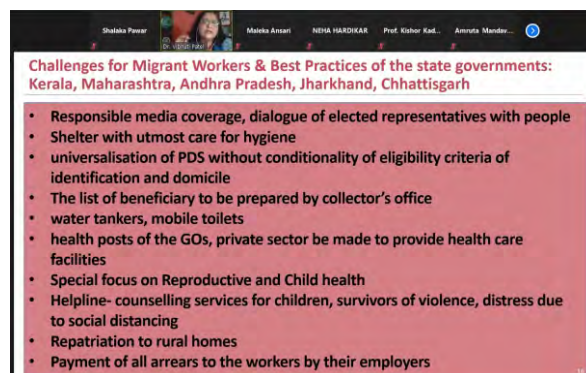 Shalaka Pawar
Maleka Ansari
NEHA HARDIKAR
Prof. Kishor Kad...
Amruta Mandav...
Dr. Vibhuti Patel
Challenges for Migrant Workers & Best Practices of the state governments:
Kerala, Maharashtra, Andhra Pradesh, Jharkhand, Chhattisgarh
• Responsible media coverage, dialogue of elected representatives with people
• Shelter with utmost care for hygiene
• universalisation of PDS without conditionality of eligibility criteria of
identification and domicile
• The list of beneficiary to be prepared by collector's office
• water tankers, mobile toilets
• health posts of the GOs, private sector be made to provide health care
facilities
• Special focus on Reproductive and Child health
• Helpline- counselling services for children, survivors of violence, distress due
to social distancing
• Repatriation to rural homes
• Payment of all arrears to the workers by their employers